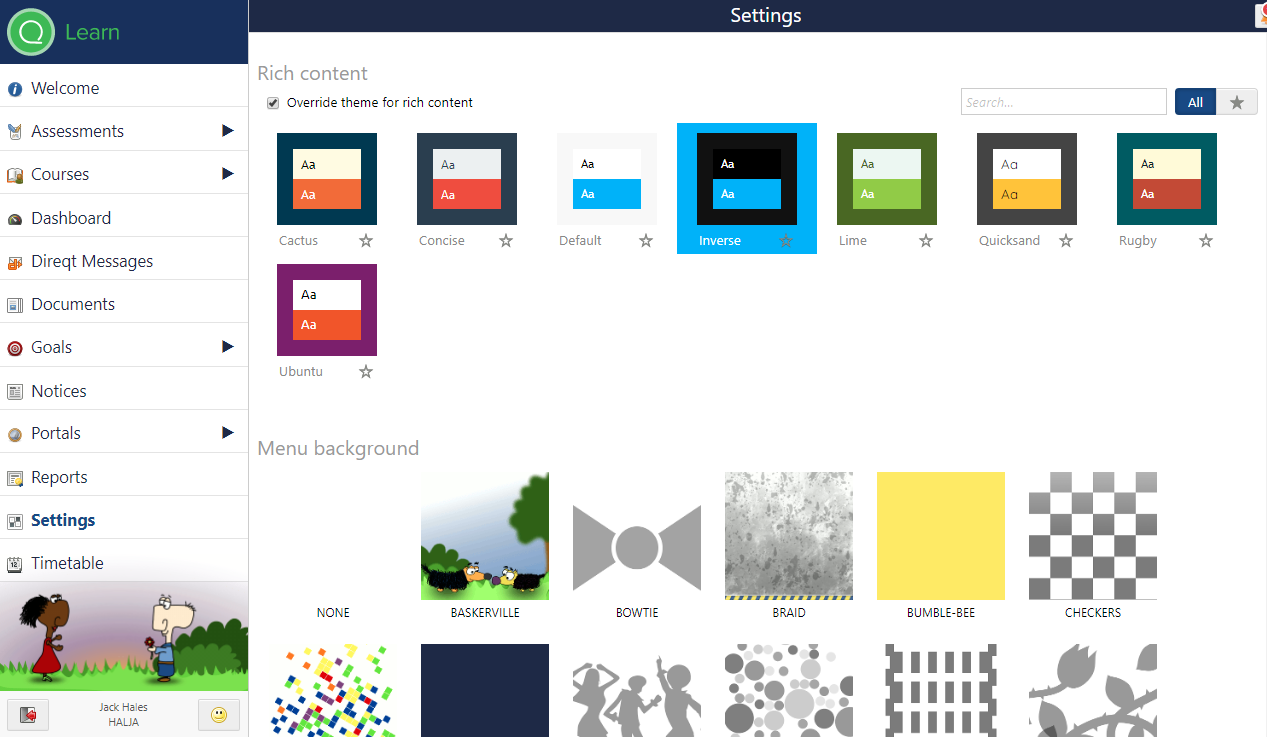 Learn
Settings
Welcome
Assessments
Courses
Dashboard
Direqt Messages
Documents
Goals
Notices
Portals
Reports
Settings
12
Timetable
Jack Hales
HALJA
Rich content
Override theme for rich content
Search...
All
Aa
Aa
Cactus
Aa
Aa
Concise
Aa
Aa
Default
Aa
Aa
Inverse
Aa
Aa
Lime
Aa
Aa
Quicksand
Aa
Aa
Rugby
Aa
Aa
Ubuntu
Menu background
NONE
BASKERVILLE
BOWTIE
BRAID
BUMBLE-BEE
CHECKERS